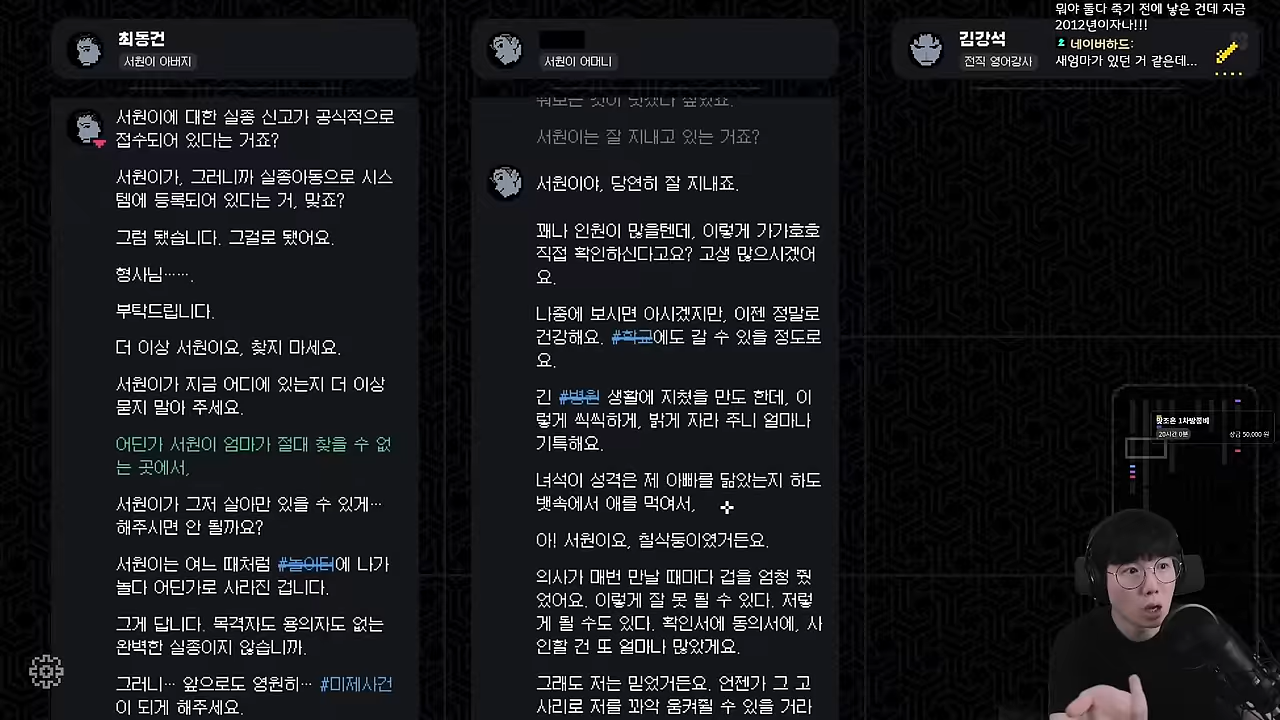 최동건
서원이 아버지
서원이에 대한 실종 신고가 공식적으로
접수되어 있다는 거죠?
서원이가, 그러니까 실종아동으로 시스
템에 등록되어 있다는 거, 맞죠?
그럼 됐습니다. 그걸로 됐어요.
형사님…….
부탁드립니다.
더 이상 서원이요, 찾지 마세요.
서원이가 지금 어디에 있는지 더 이상
묻지 말아 주세요.
어딘가 서원이 엄마가 절대 찾을 수 없
는 곳에서,
서원이가 그저 살아만 있을 수 있게…
해주시면 안 될까요?
서원이는 여느 때처럼 #놀이터에 나가
놀다 어딘가로 사라진 겁니다.
그게 답니다. 목격자도 용의자도 없는
완벽한 실종이지 않습니까.
그러니… 앞으로도 영원히… #미제사건
이 되게 해주세요.
서원이 어머니
서원이는 잘 지내고 있는 거죠?
서원이야, 당연히 잘 지내죠.
꽤나 인원이 많을텐데, 이렇게 가가호호
직접 확인하신다고요? 고생 많으시겠어
요.
나중에 보시면 아시겠지만, 이젠 정말로
건강해요. #학교에도 갈 수 있을 정도로
요.
긴 #병원 생활에 지쳤을 만도 한데, 이
렇게 씩씩하게, 밝게 자라 주니 얼마나
기특해요.
녀석이 성격은 제 아빠를 닮았는지 하도
뱃속에서 애를 먹여서,
아! 서원이요, 칠삭둥이였거든요.
의사가 매번 만날 때마다 겁을 엄청 줬
었어요. 이렇게 잘 못 될 수 있다. 저렇
게 될 수도 있다. 확인서에 동의서에, 사
인할 건 또 얼마나 많았게요.
그래도 저는 믿었거든요. 언젠가 그 고
사리로 저를 꽈악 움켜쥘 수 있을 거라
김강석
전직 영어강사
뭐야 둘다 죽기 전에 낳은 건데 지금
2012년이자나!!!
네이버하드:
새엄마가 있던 거 같은데...
20시간 0분
상금 50,000 원